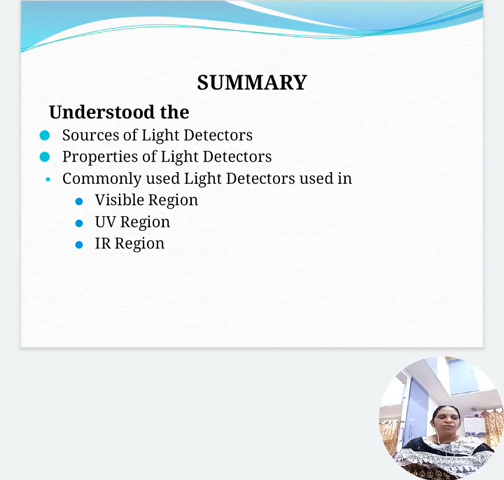 SUMMARY
Understood the
Sources of Light Detectors
Properties of Light Detectors
Commonly used Light Detectors used in
Visible Region
UV Region
IR Region